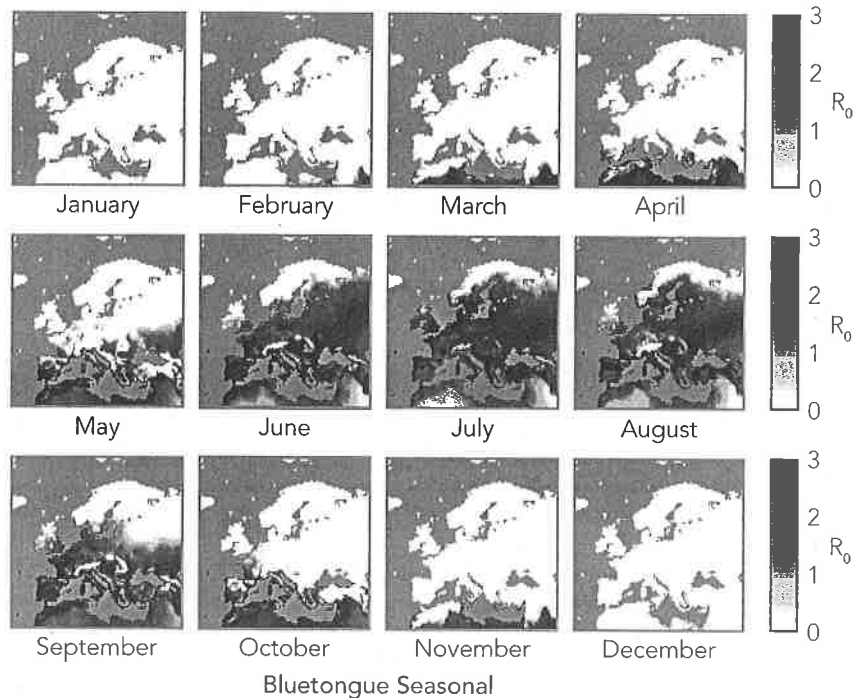 3
2
R₀
1
0
January February March April
3
2
R₀
1
0
May June July August
3
2
R₀
1
0
September October November December
Bluetongue Seasonal